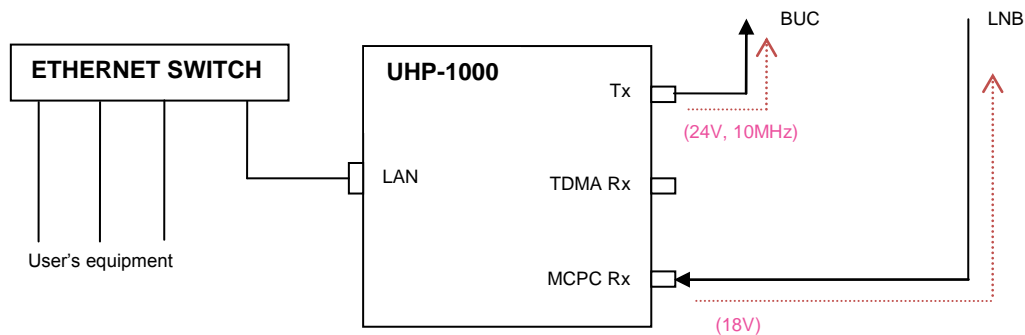 BUC
LNB
ETHERNET SWITCH
UHP-1000
Tx
(24V, 10MHz)
LAN
TDMA Rx
User's equipment
MCPC Rx
(18V)